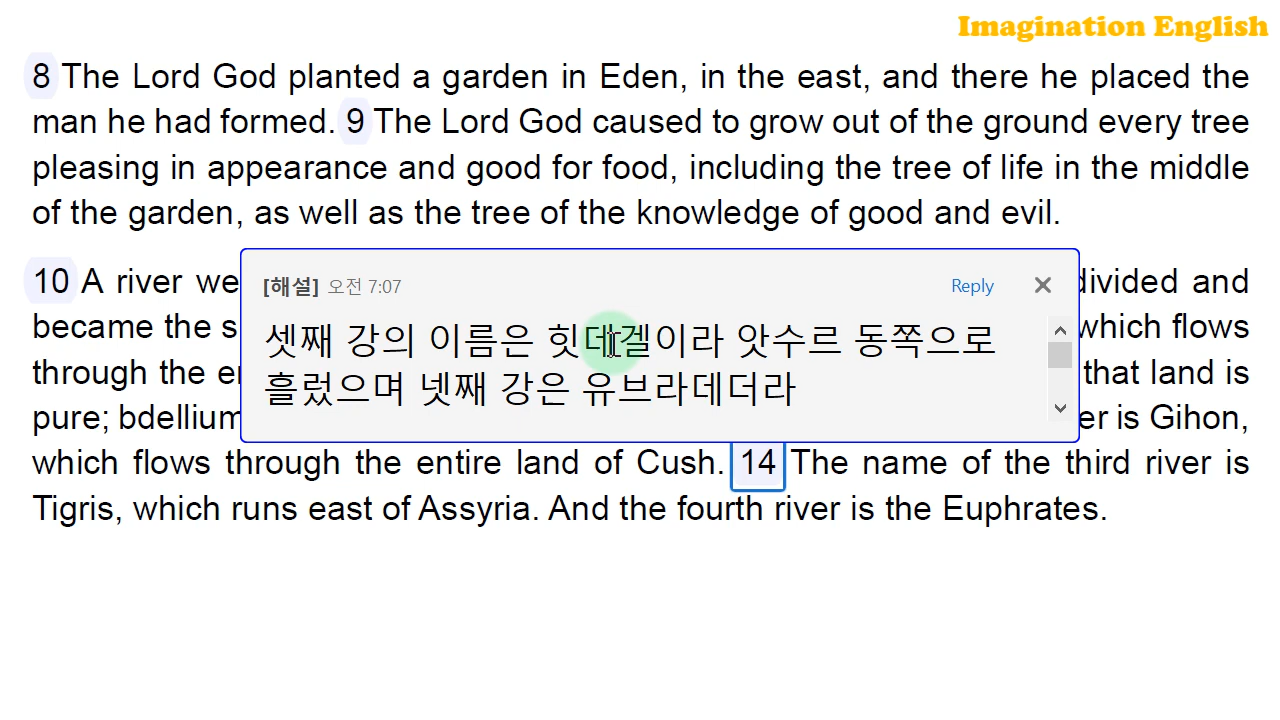 Imagination English
8 The Lord God planted a garden in Eden, in the east, and there he placed the
man he had formed. 9 The Lord God caused to grow out of the ground every tree
pleasing in appearance and good for food, including the tree of life in the middle
of the garden, as well as the tree of the knowledge of good and evil.
10 A river we divided and
became the s which flows
through the e that land is
pure; bdellium er is Gihon,
[해설] 오전 7:07 Reply
셋째 강의 이름은 힛데겔이라 앗수르 동쪽으로
흘렀으며 넷째 강은 유브라데더라
which flows through the entire land of Cush. 14 The name of the third river is
Tigris, which runs east of Assyria. And the fourth river is the Euphrates.